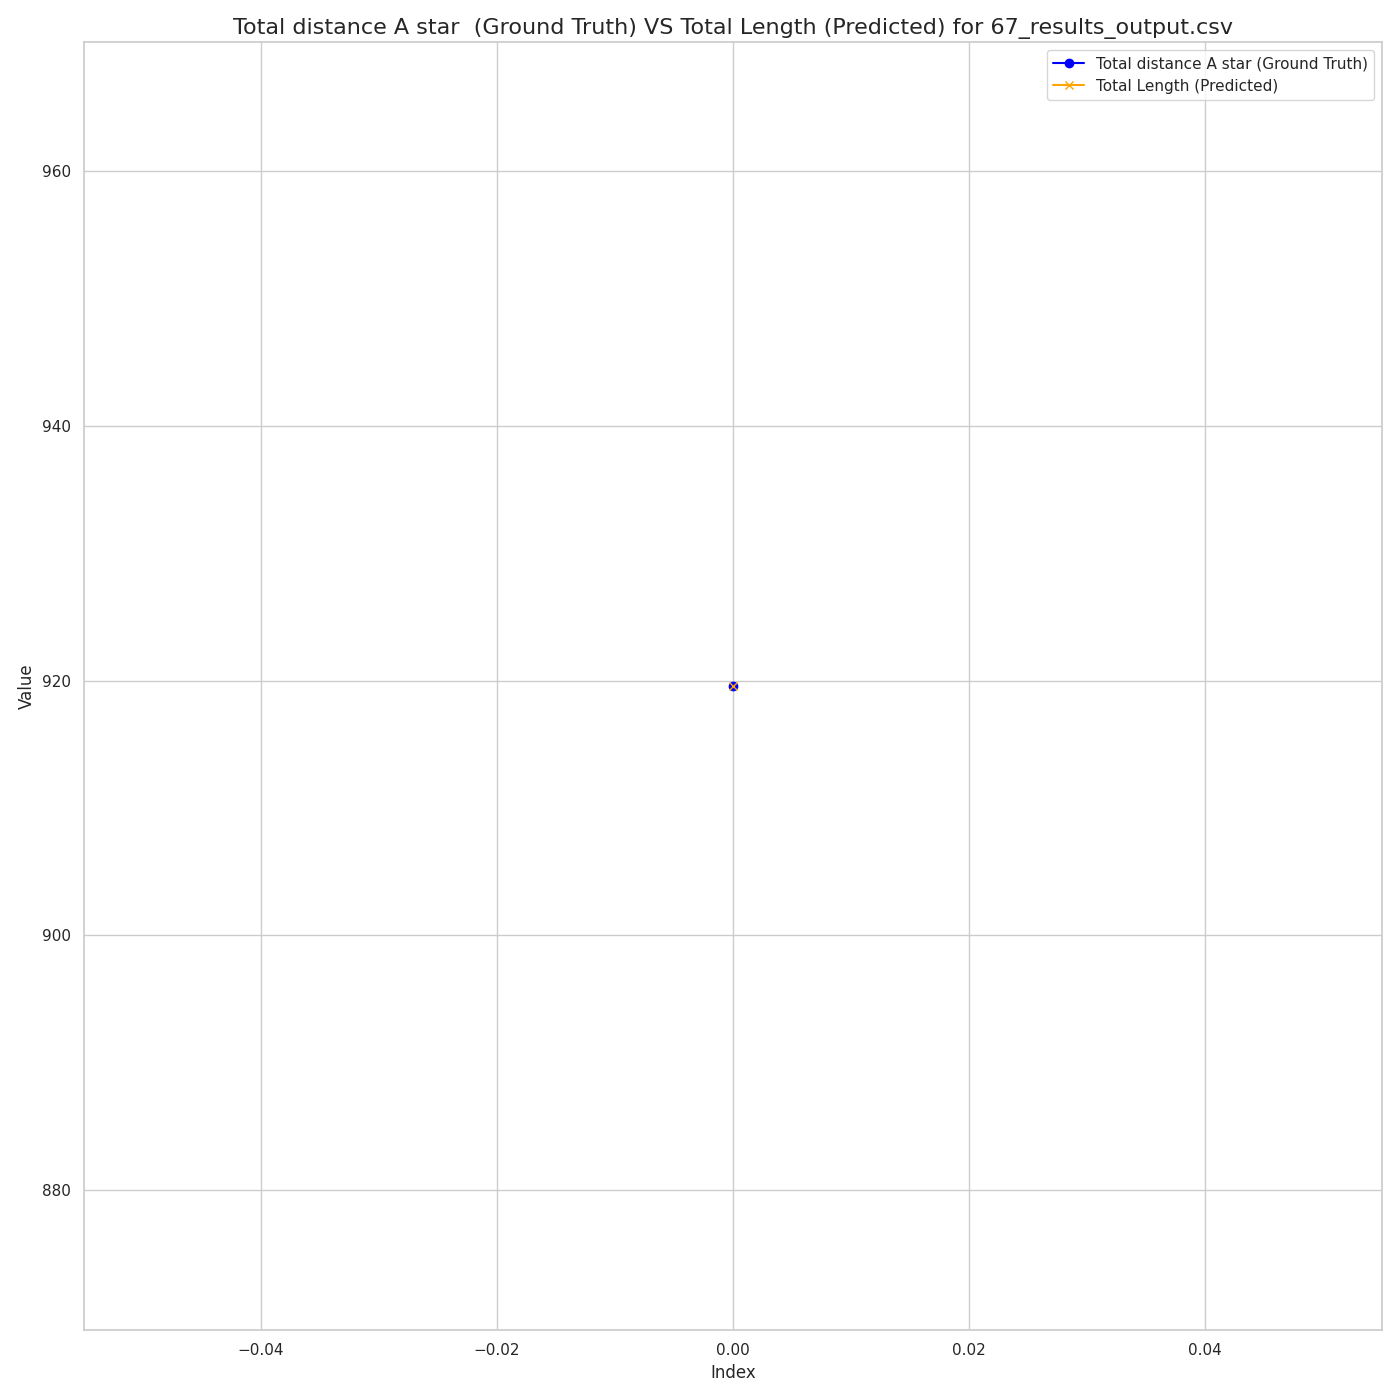 Total distance A star  (Ground Truth) VS Total Length (Predicted) for 67_results_output.csv
Total distance A star (Ground Truth)
Total Length (Predicted)
960
940
920
900
880
Value
−0.04
−0.02
0.00
0.02
0.04
Index